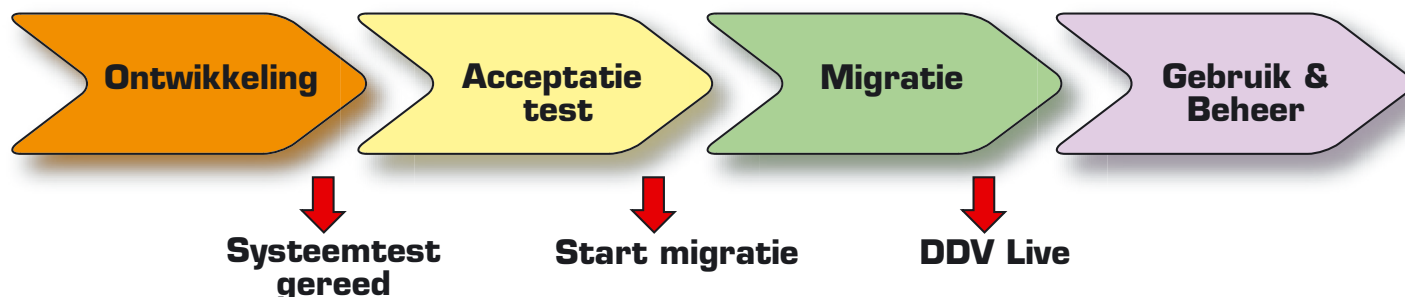 Ontwikkeling
Acceptatie
test
Migratie
Gebruik &
Beheer
Systeemtest
gereed
Start migratie
DDV Live